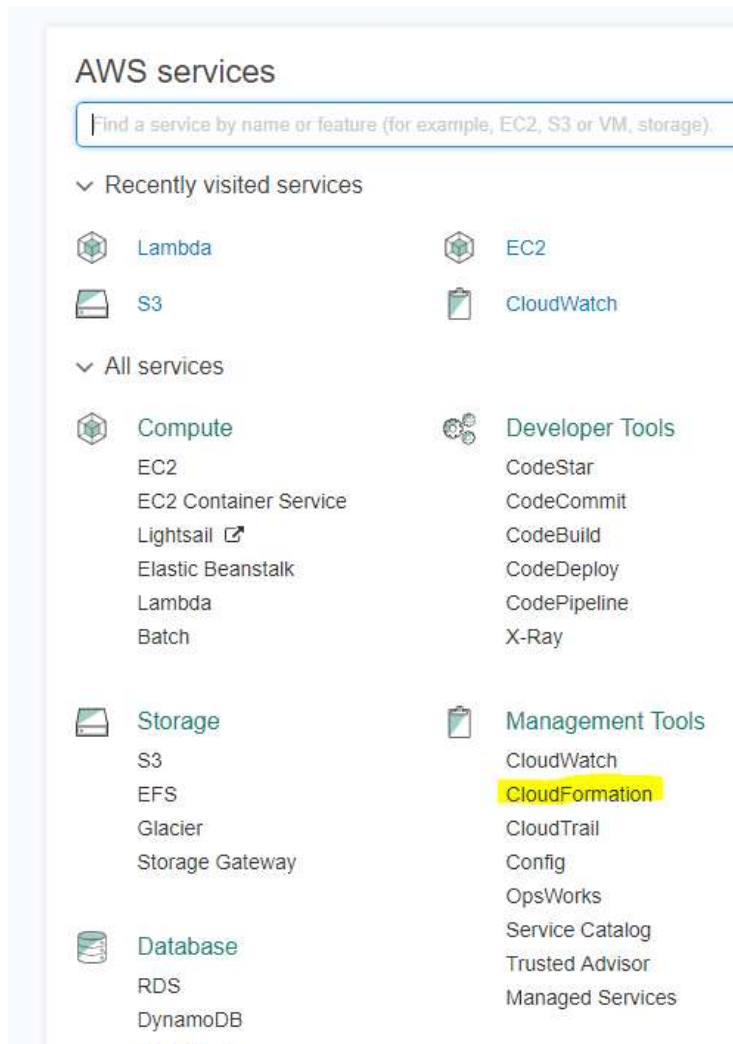 AWS services
Find a service by name or feature (for example, EC2, S3 or VM, storage).
Recently visited services
Lambda
EC2
S3
CloudWatch
All services
Compute
EC2
EC2 Container Service
Lightsail
Elastic Beanstalk
Lambda
Batch
Developer Tools
CodeStar
CodeCommit
CodeBuild
CodeDeploy
CodePipeline
X-Ray
Storage
S3
EFS
Glacier
Storage Gateway
Management Tools
CloudWatch
CloudFormation
CloudTrail
Config
OpsWorks
Service Catalog
Trusted Advisor
Managed Services
Database
RDS
DynamoDB